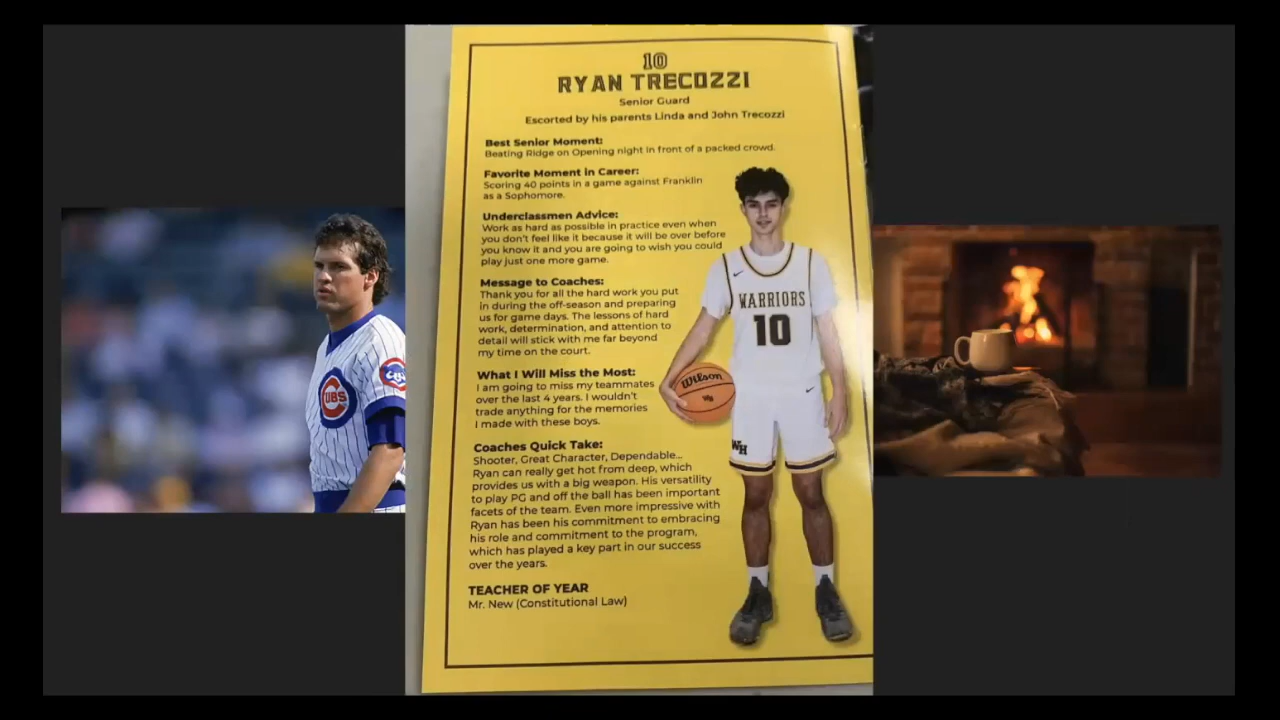 10
RYAN TRECOZZI
Senior Guard
Escorted by his parents Linda and John Trecozzi
Best Senior Moment:
Beating Ridge on Opening night in front of a packed crowd.
Favorite Moment in Career:
Scoring 40 points in a game against Franklin
as a Sophomore.
Underclassmen Advice:
Work as hard as possible in practice even when
you don't feel like it because it will be over before
you know it and you are going to wish you could
play just one more game.
Message to Coaches:
Thank you for all the hard work you put
in during the off-season and preparing
us for game days. The lessons of hard
work, determination, and attention to
detail will stick with me far beyond
my time on the court.
What I Will Miss the Most:
I am going to miss my teammates
over the last 4 years. I wouldn't
trade anything for the memories
I made with these boys.
Coaches Quick Take:
Shooter, Great Character, Dependable...
Ryan can really get hot from deep, which
provides us with a big weapon. His versatility
to play PG and off the ball has been important
facets of the team. Even more impressive with
Ryan has been his commitment to embracing
his role and commitment to the program,
which has played a key part in our success
over the years.
TEACHER OF YEAR
Mr. New (Constitutional Law)
WARRIORS
10
Wilson
WH
CUBS